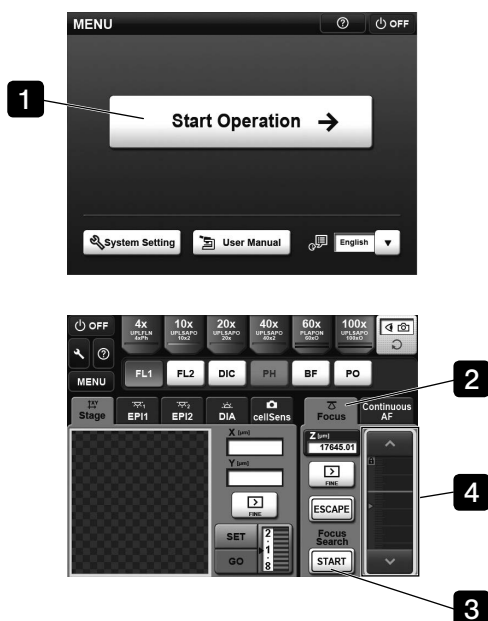 MENU
OFF
1
Start Operation
System Setting
User Manual
English
OFF
4x
UPLFLN
4xPh
10x
UPLSAPO
10x2
20x
UPLSAPO
20x
40x
UPLSAPO
40x2
60x
PLAPON
60xO
100x
UPLSAPO
100xO
MENU
FL1
FL2
DIC
PH
BF
PO
2
XY
Stage
EPI1
EPI2
DIA
cellSens
Focus
Continuous
AF
X [μm]
Y [μm]
FINE
SET
GO
2
1
8
Z [μm]
17645.01
FINE
ESCAPE
Focus
Search
START
4
3